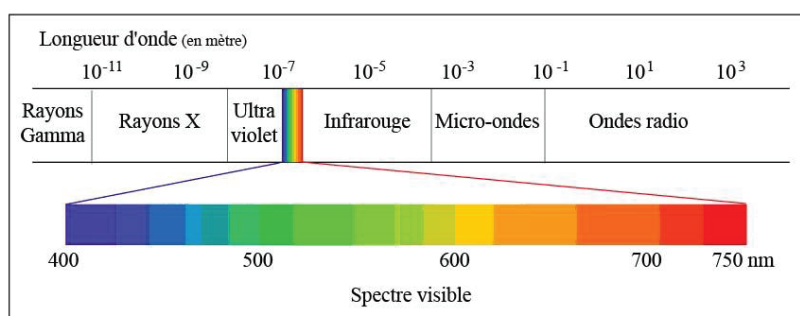 Longueur d'onde (en mètre)
10-11 10-9 10-7 10-5 10-3 10-1 101 103
Rayons Gamma Rayons X Ultra violet Infrarouge Micro-ondes Ondes radio
400 500 600 700 750 nm
Spectre visible